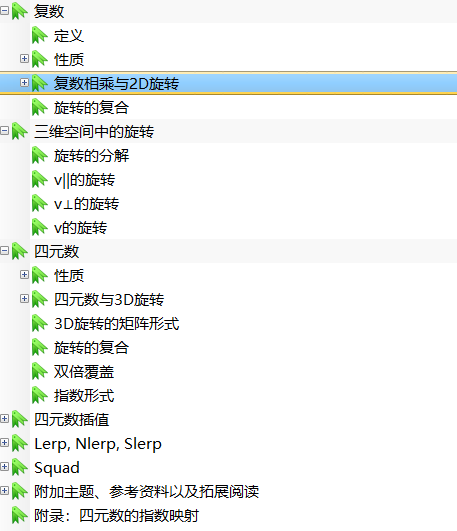 复数
定义
性质
复数相乘与2D旋转
旋转的复合
三维空间中的旋转
旋转的分解
v||的旋转
v⊥的旋转
v的旋转
四元数
性质
四元数与3D旋转
3D旋转的矩阵形式
旋转的复合
双倍覆盖
指数形式
四元数插值
Lerp, Nlerp, Slerp
Squad
附加主题、参考资料以及拓展阅读
附录：四元数的指数映射